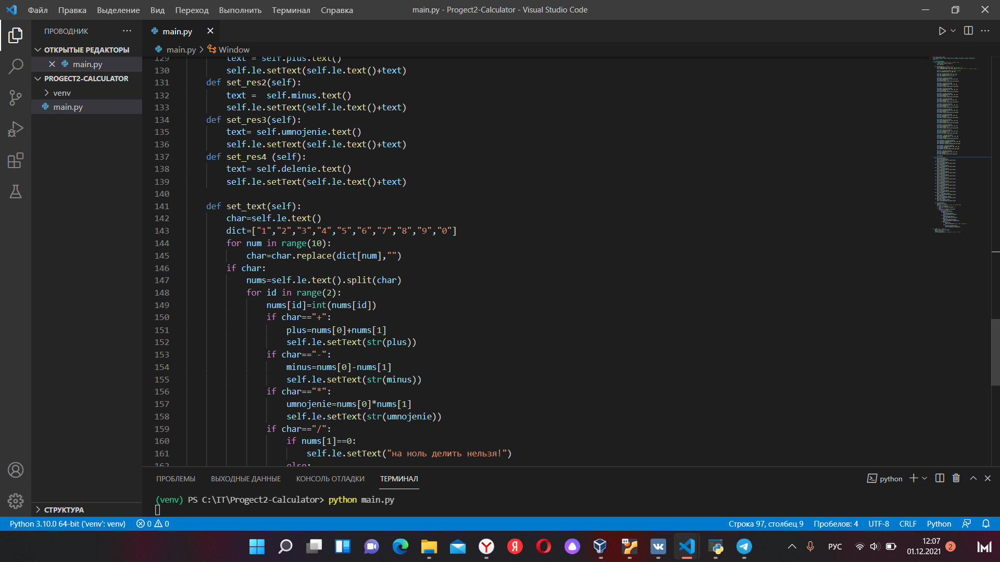 Файл Правка Выделение Вид Переход Выполнить Терминал Справка
main.py - Progect2-Calculator - Visual Studio Code
ПРОВОДНИК
ОТКРЫТЫЕ РЕДАКТОРЫ
main.py
PROGECT2-CALCULATOR
venv
main.py
main.py
main.py > Window
129 text = self.plus.text()
130 self.le.setText(self.le.text()+text)
131 def set_res2(self):
132 text =  self.minus.text()
133 self.le.setText(self.le.text()+text)
134 def set_res3(self):
135 text= self.umnojenie.text()
136 self.le.setText(self.le.text()+text)
137 def set_res4 (self):
138 text= self.delenie.text()
139 self.le.setText(self.le.text()+text)
140
141 def set_text(self):
142 char=self.le.text()
143 dict=["1","2","3","4","5","6","7","8","9","0"]
144 for num in range(10):
145 char=char.replace(dict[num],"")
146 if char:
147 nums=self.le.text().split(char)
148 for id in range(2):
149 nums[id]=int(nums[id])
150 if char=="+":
151 plus=nums[0]+nums[1]
152 self.le.setText(str(plus))
153 if char=="-":
154 minus=nums[0]-nums[1]
155 self.le.setText(str(minus))
156 if char=="*":
157 umnojenie=nums[0]*nums[1]
158 self.le.setText(str(umnojenie))
159 if char=="/":
160 if nums[1]==0:
161 self.le.setText("на ноль делить нельзя!")
162 else:
ПРОБЛЕМЫ ВЫХОДНЫЕ ДАННЫЕ КОНСОЛЬ ОТЛАДКИ ТЕРМИНАЛ
python
(venv) PS C:\IT\Progect2-Calculator> python main.py
СТРУКТУРА
Python 3.10.0 64-bit ('venv': venv) 0 0
Строка 97, столбец 9 Пробелов: 4 UTF-8 CRLF Python
64
РУС
12:07
01.12.2021
2